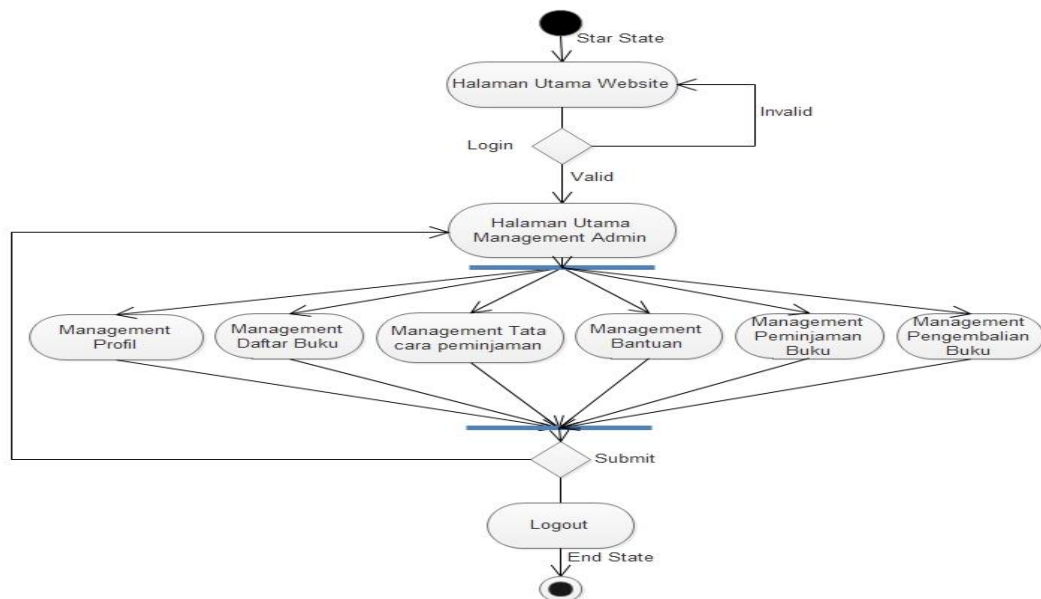 Star State
Halaman Utama Website
Invalid
Login
Valid
Halaman Utama
Management Admin
Management
Profil
Management
Daftar Buku
Management Tata
cara peminjaman
Management
Bantuan
Management
Peminjaman
Buku
Management
Pengembalian
Buku
Submit
Logout
End State